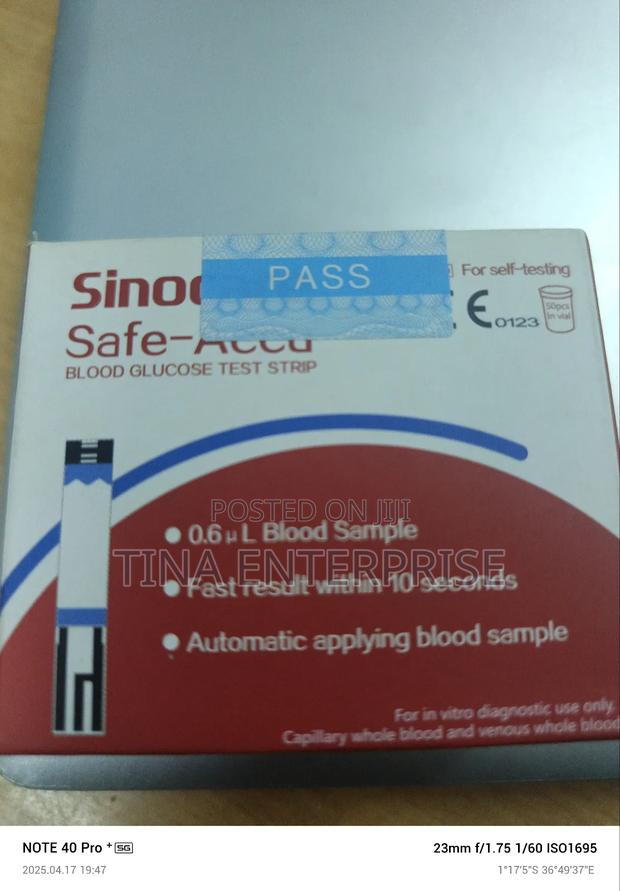 PASS
Sinoc
For self-testing
CE 0123
50pcs
in vial
Safe-Accu
BLOOD GLUCOSE TEST STRIP
POSTED ON JIJI
0.6 μ L Blood Sample
TINA ENTERPRISE
Fast result within 10 seconds
Automatic applying blood sample
For in vitro diagnostic use only.
Capillary whole blood and venous whole blood
NOTE 40 Pro⁺ 5G
23mm f/1.75 1/60 ISO1695
2025.04.17 19:47
1°17'5"S 36°49'37"E